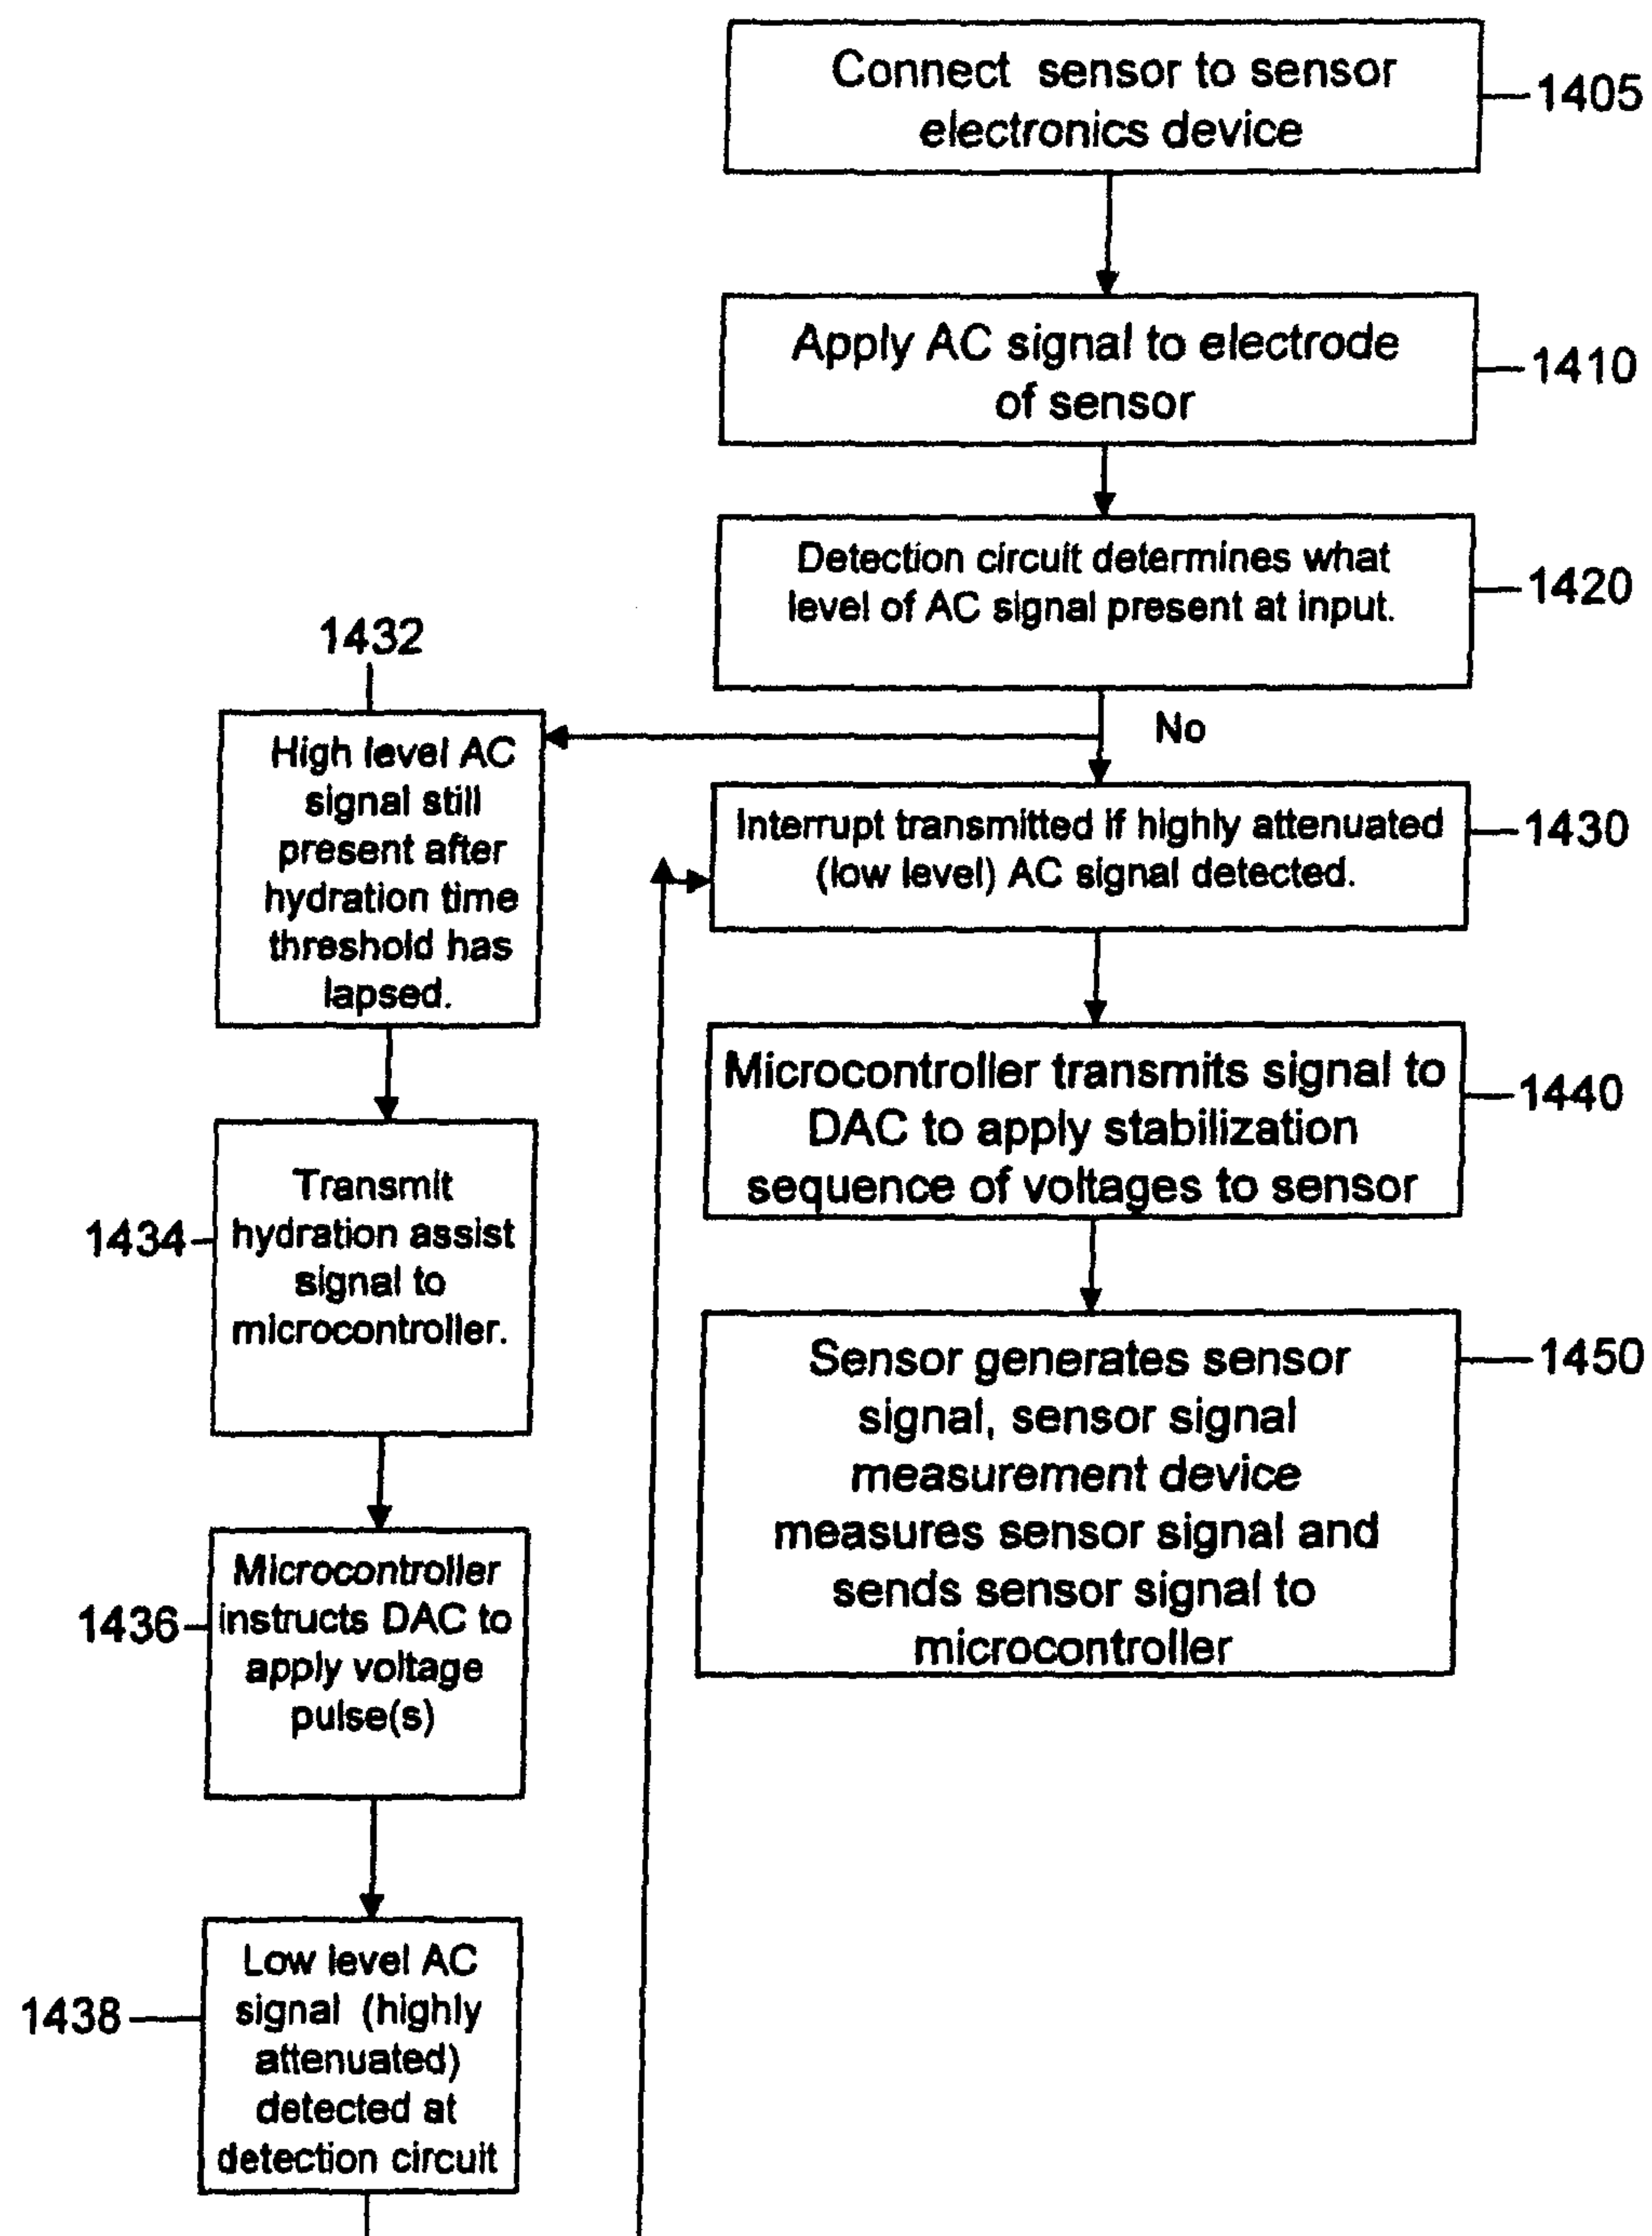 Connect sensor to sensor
electronics device
1405
Apply AC signal to electrode
of sensor
1410
Detection circuit determines what
level of AC signal present at input.
1420
No
1432
High level AC
signal still
present after
hydration time
threshold has
lapsed.
Interrupt transmitted if highly attenuated
(low level) AC signal detected.
1430
Microcontroller transmits signal to
DAC to apply stabilization
sequence of voltages to sensor
1440
Transmit
hydration assist
signal to
microcontroller.
1434
Sensor generates sensor
signal, sensor signal
measurement device
measures sensor signal and
sends sensor signal to
microcontroller
1450
Microcontroller
instructs DAC to
apply voltage
pulse(s)
1436
Low level AC
signal (highly
attenuated)
detected at
detection circuit
1438